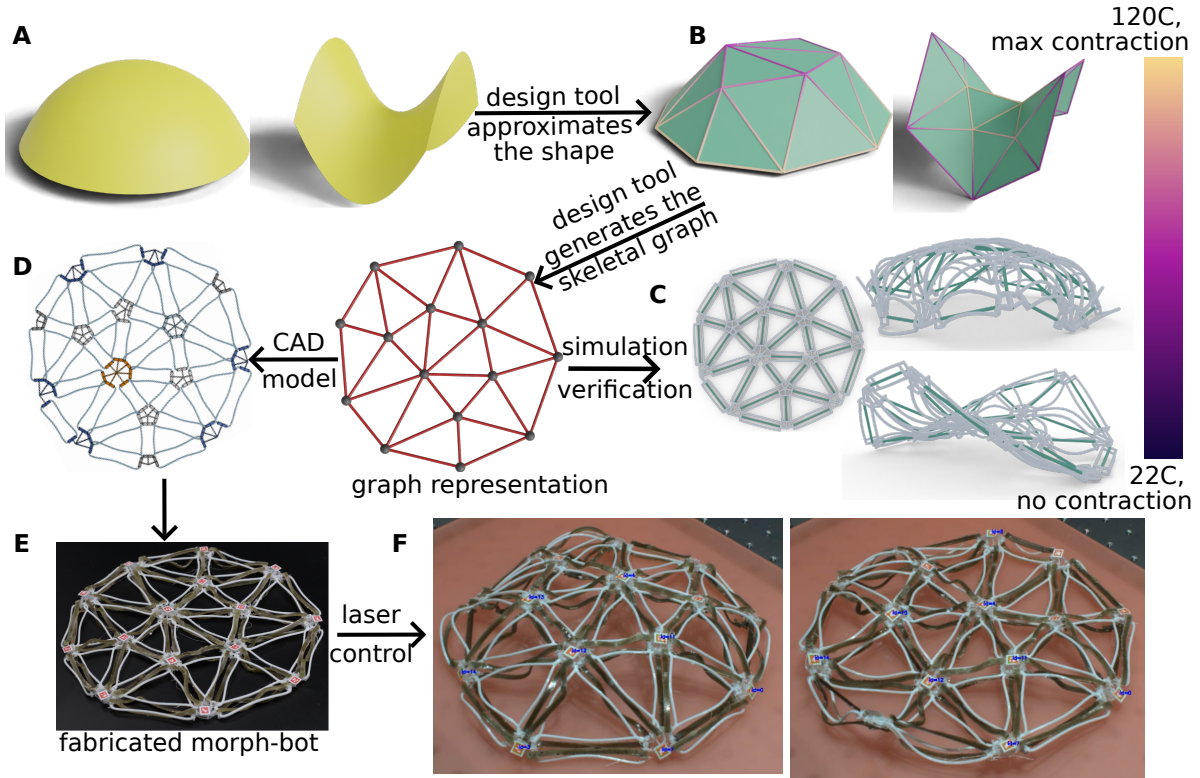 A
B
120C,
max contraction
design tool
approximates
the shape
design tool
generates the
skeletal graph
D
C
CAD
model
simulation
verification
graph representation
22C,
no contraction
E
F
laser
control
fabricated morph-bot